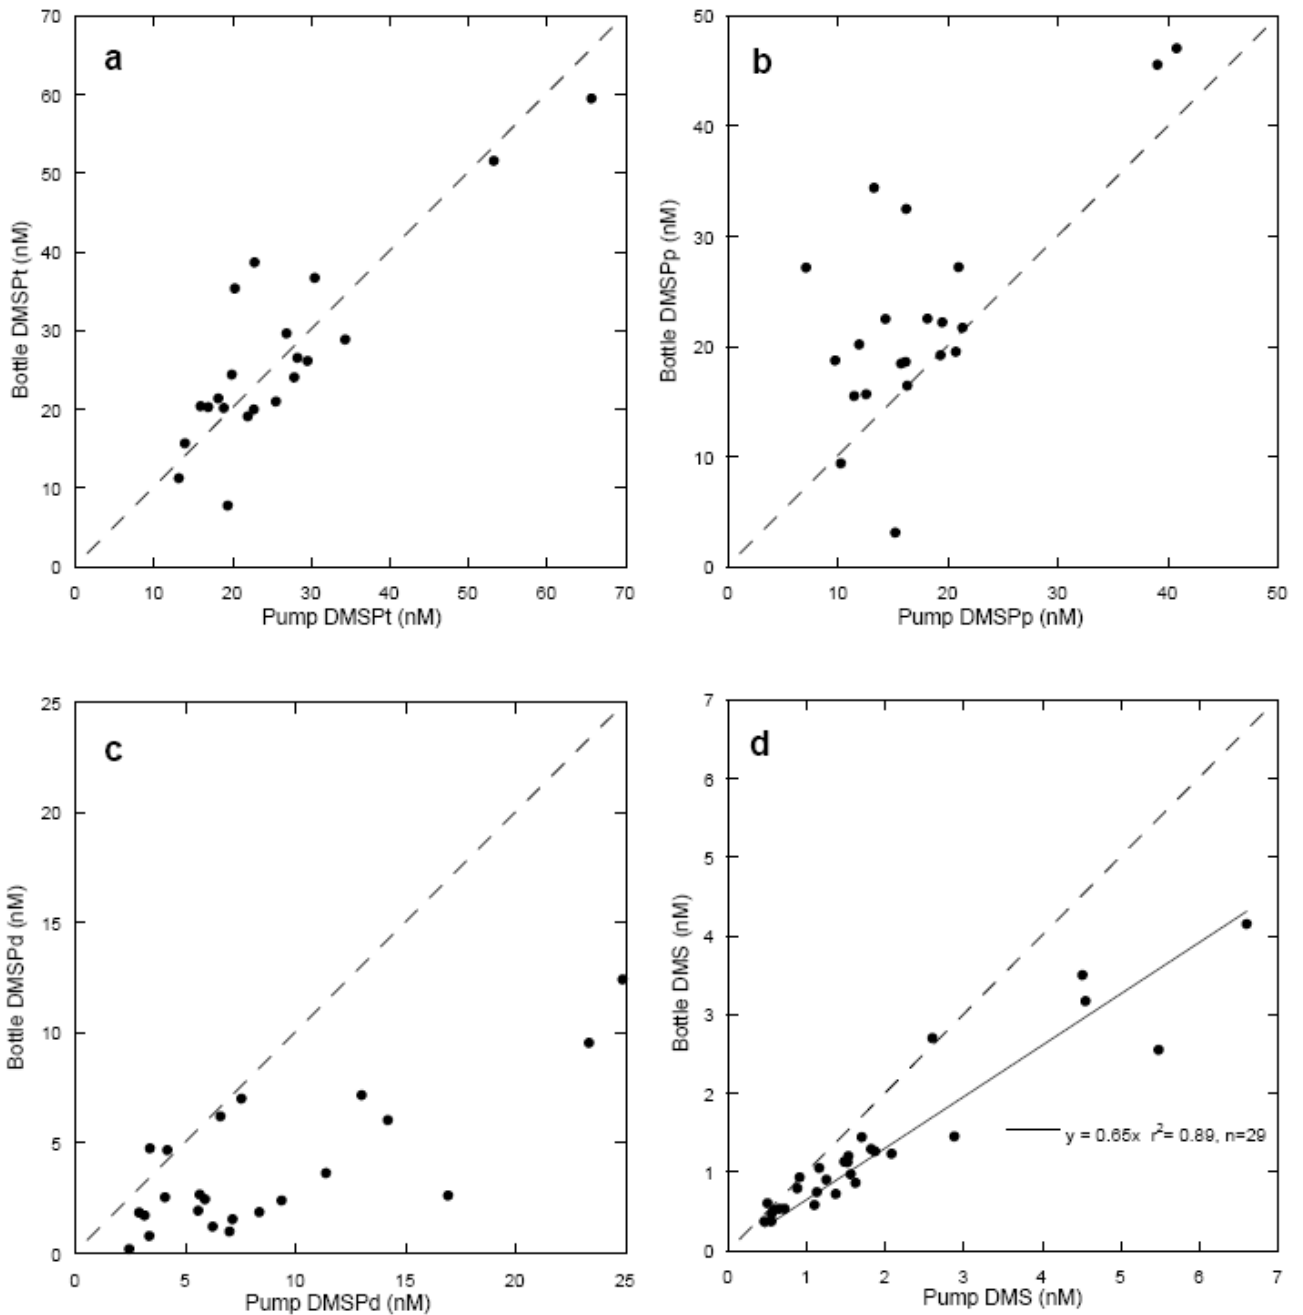 a
70
60
50
40
30
20
10
0
Bottle DMSPt (nM)
0 10 20 30 40 50 60 70
Pump DMSPt (nM)
b
50
40
30
20
10
0
Bottle DMSPp (nM)
0 10 20 30 40 50
Pump DMSPp (nM)
c
25
20
15
10
5
0
Bottle DMSPd (nM)
0 5 10 15 20 25
Pump DMSPd (nM)
d
7
6
5
4
3
2
1
0
Bottle DMS (nM)
y = 0.65x r²= 0.89, n=29
0 1 2 3 4 5 6 7
Pump DMS (nM)